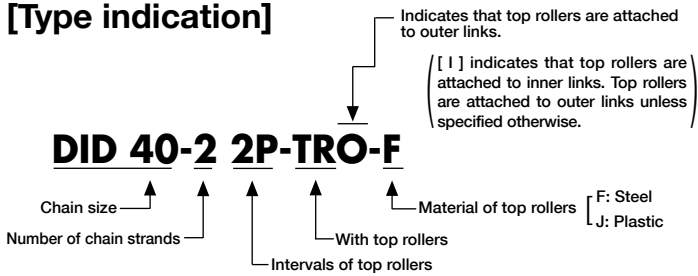 [Type indication]
Indicates that top rollers are attached
to outer links.
([ I ] indicates that top rollers are
attached to inner links. Top rollers
are attached to outer links unless
specified otherwise.)
DID 40-2 2P-TRO-F
Chain size
Number of chain strands
Intervals of top rollers
With top rollers
Material of top rollers [
F: Steel
J: Plastic